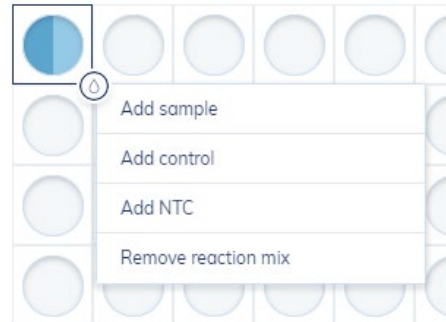 Add sample
Add control
Add NTC
Remove reaction mix